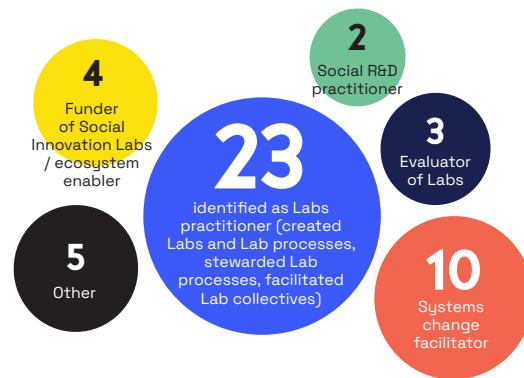 4
Funder
of Social
Innovation Labs
/ ecosystem
enabler
2
Social R&D
practitioner
23
identified as Labs
practitioner (created
Labs and Lab processes,
stewarded Lab
processes, facilitated
Lab collectives)
3
Evaluator
of Labs
5
Other
10
Systems
change
facilitator